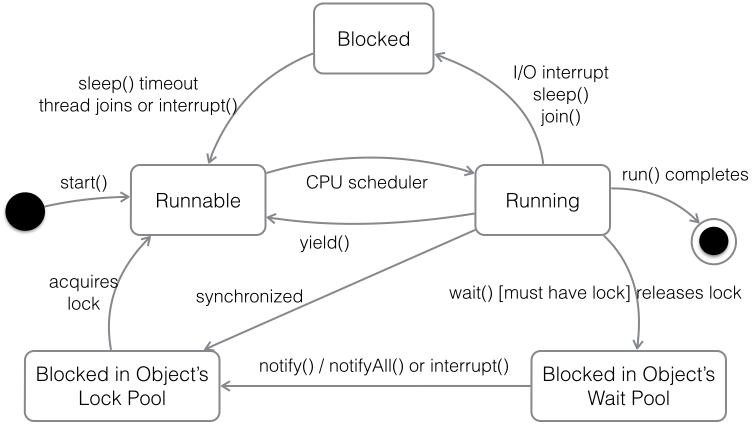 Blocked
I/O interrupt
sleep()
join()
sleep() timeout
thread joins or interrupt()
start()
Runnable
CPU scheduler
Running
run() completes
yield()
acquires
lock
synchronized
wait() [must have lock] releases lock
Blocked in Object’s
Lock Pool
notify() / notifyAll() or interrupt()
Blocked in Object’s
Wait Pool